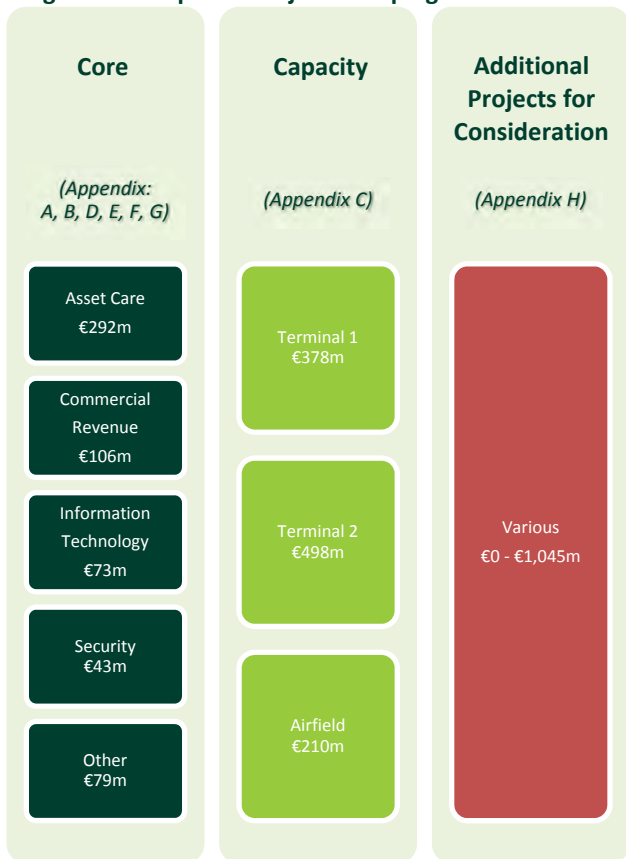 Core
(Appendix:
A, B, D, E, F, G)
Asset Care
€292m
Commercial
Revenue
€106m
Information
Technology
€73m
Security
€43m
Other
€79m
Capacity
(Appendix C)
Terminal 1
€378m
Terminal 2
€498m
Airfield
€210m
Additional
Projects for
Consideration
(Appendix H)
Various
€0 - €1,045m